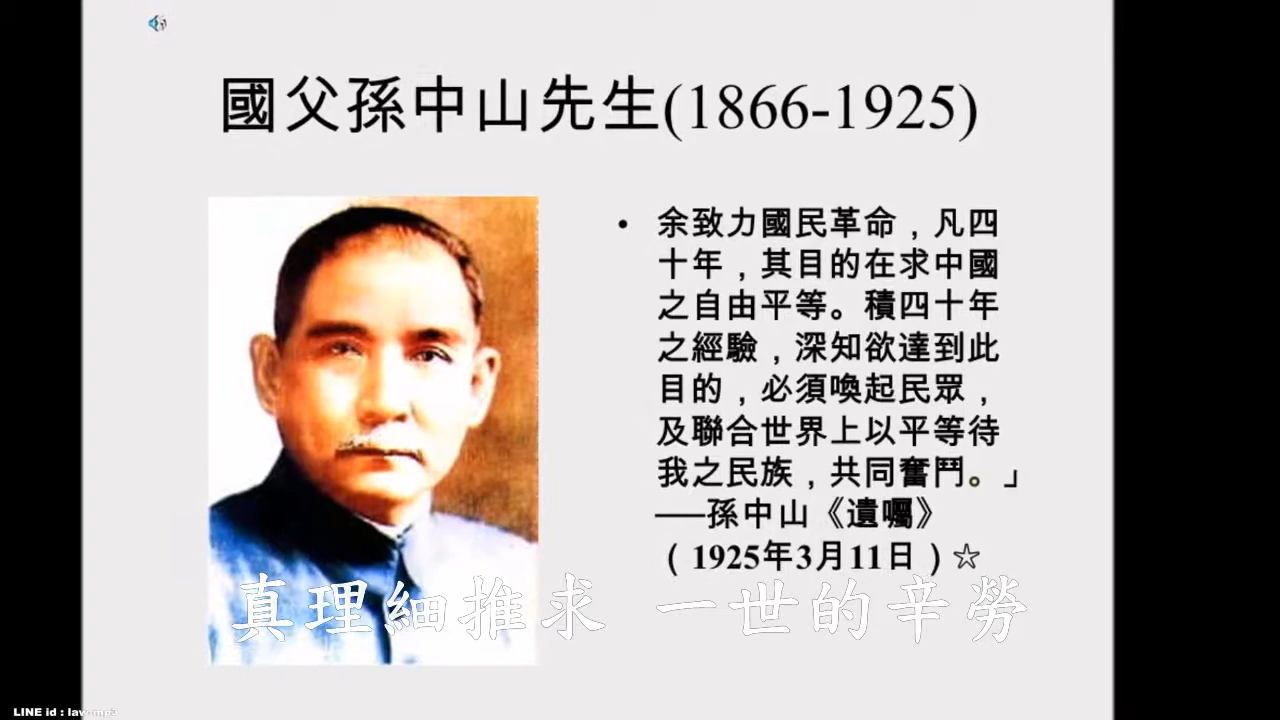 國父孫中山先生(1866-1925)
• 余致力國民革命，凡四
十年，其目的在求中國
之自由平等。積四十年
之經驗，深知欲達到此
目的，必須喚起民眾，
及聯合世界上以平等待
我之民族，共同奮鬥。」
──孫中山《遺囑》
（1925年3月11日）☆
真理細推求 一世的辛勞
LINE id : law-mp3